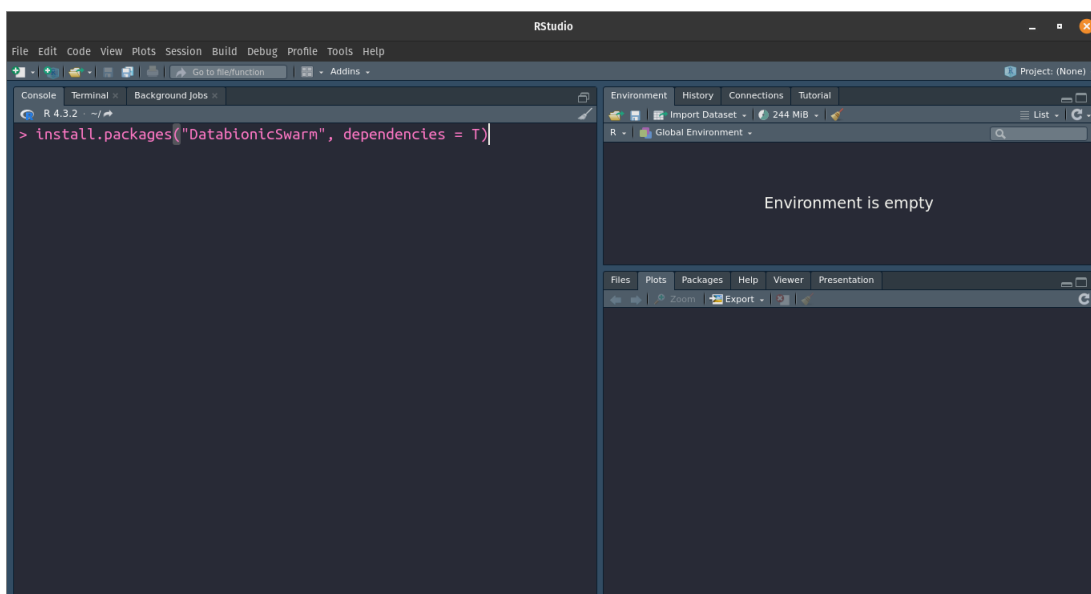 RStudio
File Edit Code View Plots Session Build Debug Profile Tools Help
Go to file/function Addins Project: (None)
Console Terminal Background Jobs
R 4.3.2 · ~/
> install.packages("DatabionicSwarm", dependencies = T)
Environment History Connections Tutorial
Import Dataset 244 MiB List
R Global Environment
Environment is empty
Files Plots Packages Help Viewer Presentation
Zoom Export